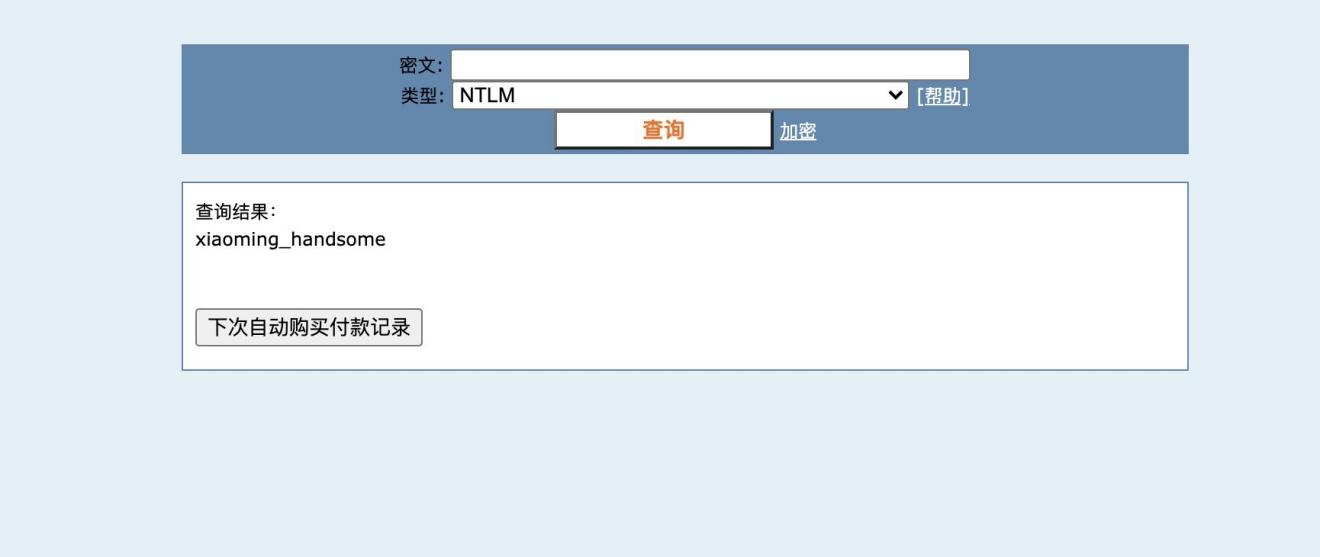 密文:
类型: NTLM [帮助]
查询 加密
查询结果:
xiaoming_handsome
下次自动购买付款记录